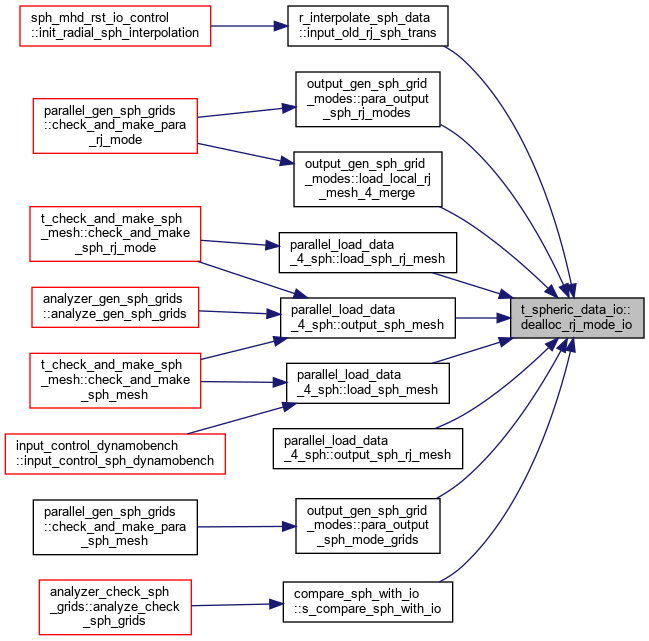 sph_mhd_rst_io_control
::init_radial_sph_interpolation
r_interpolate_sph_data
::input_old_rj_sph_trans
output_gen_sph_grid
_modes::para_output
_sph_rj_modes
parallel_gen_sph_grids
::check_and_make_para
_rj_mode
output_gen_sph_grid
_modes::load_local_rj
_mesh_4_merge
t_check_and_make_sph
_mesh::check_and_make
_sph_rj_mode
parallel_load_data
_4_sph::load_sph_rj_mesh
analyzer_gen_sph_grids
::analyze_gen_sph_grids
parallel_load_data
_4_sph::output_sph_mesh
t_spheric_data_io::
dealloc_rj_mode_io
t_check_and_make_sph
_mesh::check_and_make
_sph_mesh
parallel_load_data
_4_sph::load_sph_mesh
input_control_dynamobench
::input_control_sph_dynamobench
parallel_load_data
_4_sph::output_sph_rj_mesh
parallel_gen_sph_grids
::check_and_make_para
_sph_mesh
output_gen_sph_grid
_modes::para_output
_sph_mode_grids
analyzer_check_sph
_grids::analyze_check
_sph_grids
compare_sph_with_io
::s_compare_sph_with_io